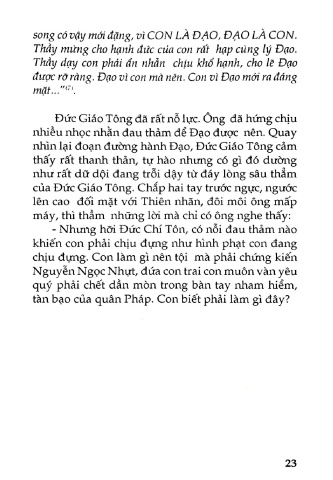 song có vậy mới đặng, vì CON LÀ ĐẠO, ĐẠO LÀ CON.
Thầy mừng cho hạnh đức của con rất hạp cùng lý Đạo.
Thầy dạy con phải ẩn nhẫn chịu khổ hạnh, cho lẽ Đạo
được rỡ ràng. Đạo vì con mà nên. Con vì Đạo mới ra đáng
mặt..."(7).
Đức Giáo Tông đã rất nỗ lực. Ông đã hứng chịu
nhiều nhọc nhằn đau thảm để Đạo được nên. Quay
nhìn lại đoạn đường hành Đạo, Đức Giáo Tông cảm
thấy rất thanh thản, tự hào nhưng có gì đó dường
như rất dữ dội đang trỗi dậy từ đáy lòng sâu thẳm
của Đức Giáo Tông. Chắp hai tay trước ngực, ngước
lên cao đối mặt với Thiên nhãn, đôi môi ông mấp
máy, thì thầm những lời mà chỉ có ông nghe thấy:
- Nhưng hỡi Đức Chí Tôn, có nỗi đau thảm nào
khiến con phải chịu đựng như hình phạt con đang
chịu đựng. Con làm gì nên tội mà phải chứng kiến
Nguyễn Ngọc Nhựt, đứa con trai con muôn vàn yêu
quý phải chết dần mòn trong bàn tay nham hiểm,
tàn bạo của quân Pháp. Con biết phải làm gì đây?
23